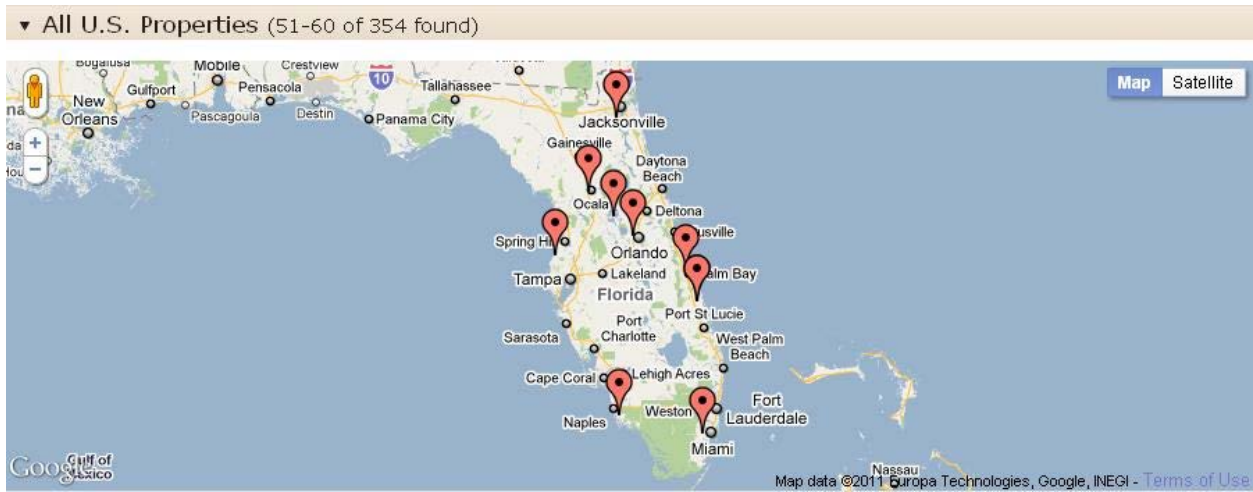 ▾ All U.S. Properties (51-60 of 354 found)
Bogalusa
Mobile
Crestview
10
Tallahassee
Map Satellite
Gulfport
Pensacola
New
Orleans
Pascagoula
Destin
Panama City
Jacksonville
Gainesville
Daytona
Beach
Ocala
Deltona
Spring
Orlando
Lakeland
Tampa
Florida
Port St Lucie
Port
Charlotte
Sarasota
West Palm
Beach
Cape Coral
Lehigh Acres
Naples
Weston
Fort
Lauderdale
Miami
+
−
Google
Gulf of
Mexico
Nassau
Map data ©2011 Europa Technologies, Google, INEGI - Terms of Use